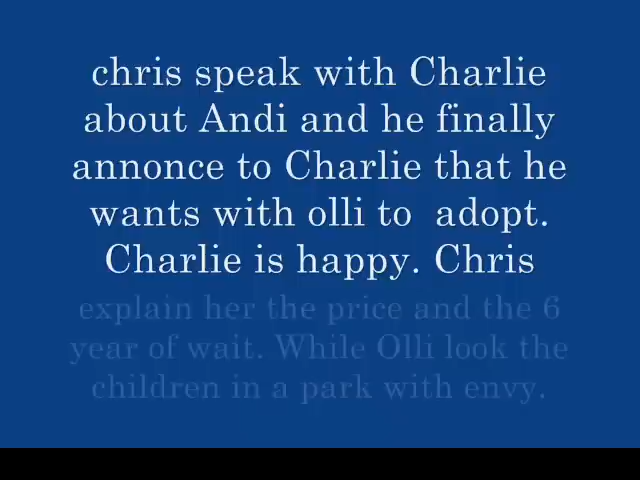 chris speak with Charlie
about Andi and he finally
annonce to Charlie that he
wants with olli to  adopt.
Charlie is happy. Chris
explain her the price and the 6
year of wait. While Olli look the
children in a park with envy.